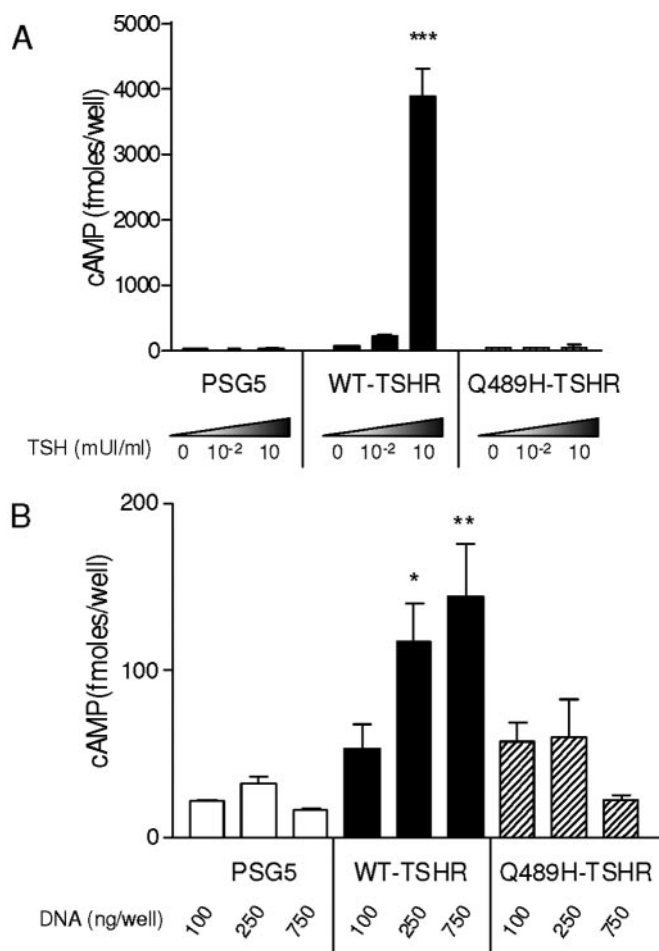 A
cAMP (fmoles/well)
5000
4000
3000
2000
1000
0
***
PSG5 WT-TSHR Q489H-TSHR
TSH (mUI/ml) 0 10-2 10 0 10-2 10 0 10-2 10
B
cAMP(fmoles/well)
200
100
0
* **
PSG5 WT-TSHR Q489H-TSHR
DNA (ng/well) 100 250 750 100 250 750 100 250 750